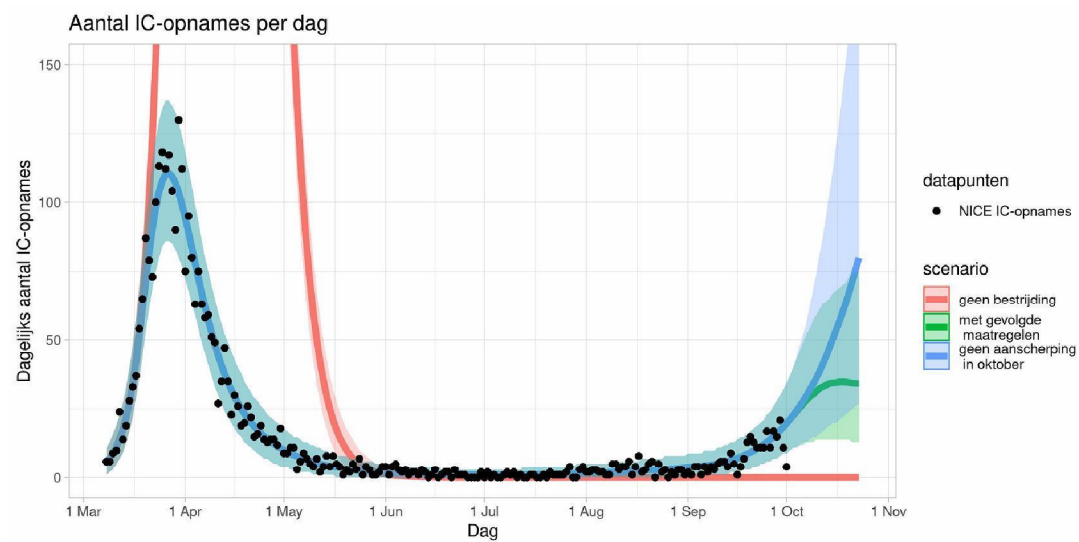 Aantal IC-opnames per dag
150
100
50
0
Dagelijks aantal IC-opnames
1 Mar
1 Apr
1 May
1 Jun
1 Jul
1 Aug
1 Sep
1 Oct
1 Nov
Dag
datapunten
NICE IC-opnames
scenario
geen bestrijding
met gevolgde
maatregelen
geen aanscherping
in oktober